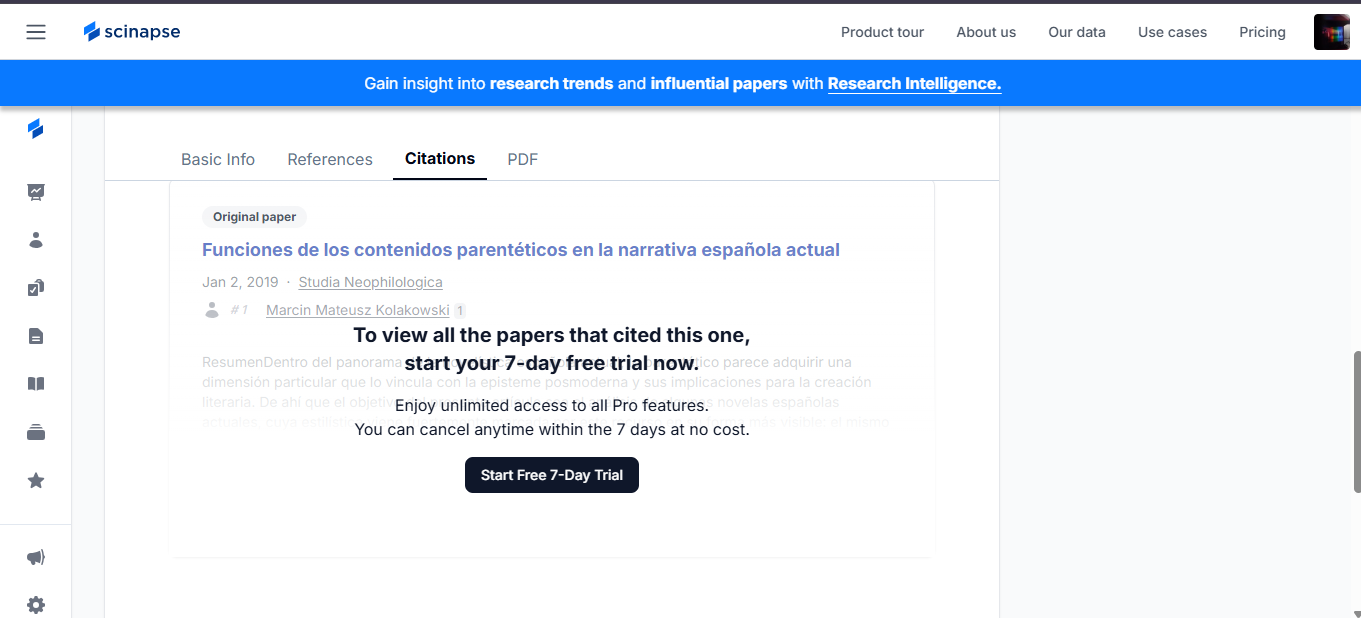 scinapse
Product tour
About us
Our data
Use cases
Pricing
Gain insight into research trends and influential papers with Research Intelligence.
Basic Info
References
Citations
PDF
Original paper
Funciones de los contenidos parentéticos en la narrativa española actual
Jan 2, 2019 · Studia Neophilologica
#1 Marcin Mateusz Kolakowski 1
To view all the papers that cited this one,
start your 7-day free trial now.
ResumenDentro del panorama parece adquirir una
dimensión particular que lo vincula con la episteme posmoderna y sus implicaciones para la creación
literaria. De ahí que el novelas españolas
actuales, cuya más visible: el mismo
Enjoy unlimited access to all Pro features.
You can cancel anytime within the 7 days at no cost.
Start Free 7-Day Trial